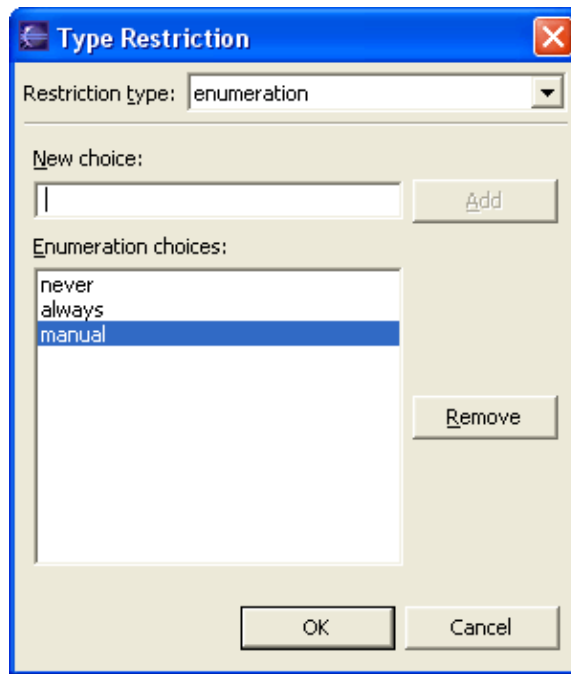 Type Restriction
Restriction type: enumeration
New choice:
Add
Enumeration choices:
never
always
manual
Remove
OK Cancel